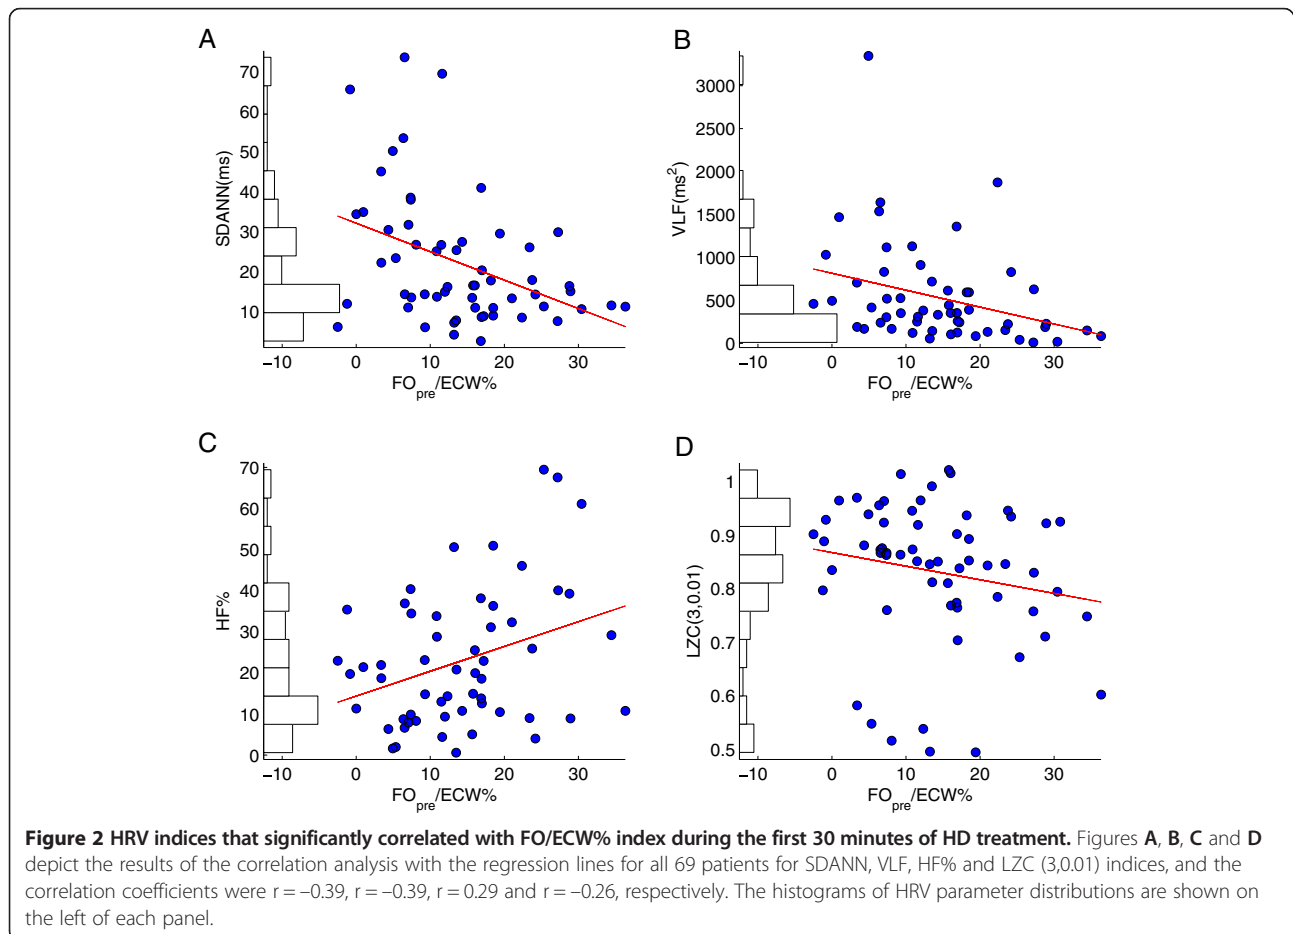 A
SDANN(ms)
70
60
50
40
30
20
10
−10 0 10 20 30
FOpre/ECW%
B
VLF(ms²)
3000
2500
2000
1500
1000
500
0
−10 0 10 20 30
FOpre/ECW%
C
HF%
70
60
50
40
30
20
10
0
−10 0 10 20 30
FOpre/ECW%
D
LZC(3,0.01)
1
0.9
0.8
0.7
0.6
0.5
−10 0 10 20 30
FOpre/ECW%
Figure 2 HRV indices that significantly correlated with FO/ECW% index during the first 30 minutes of HD treatment. Figures A, B, C and D
depict the results of the correlation analysis with the regression lines for all 69 patients for SDANN, VLF, HF% and LZC (3,0.01) indices, and the
correlation coefficients were r = –0.39, r = –0.39, r = 0.29 and r = –0.26, respectively. The histograms of HRV parameter distributions are shown on
the left of each panel.